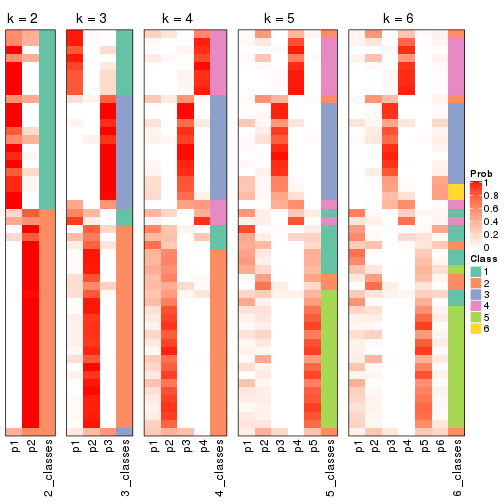 k = 2
k = 3
k = 4
k = 5
k = 6
Prob
1
0.8
0.6
0.4
0.2
0
Class
1
2
3
4
5
6
p1
p2
2_classes
p1
p2
p3
3_classes
p1
p2
p3
p4
4_classes
p1
p2
p3
p4
p5
5_classes
p1
p2
p3
p4
p5
p6
6_classes